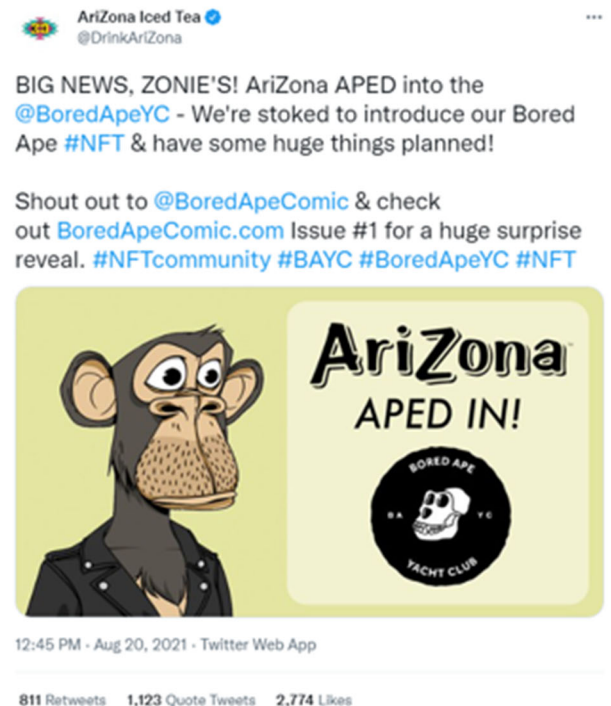 AriZona Iced Tea
@DrinkAriZona
BIG NEWS, ZONIE'S! AriZona APED into the
@BoredApeYC - We're stoked to introduce our Bored
Ape #NFT & have some huge things planned!
Shout out to @BoredApeComic & check
out BoredApeComic.com Issue #1 for a huge surprise
reveal. #NFTcommunity #BAYC #BoredApeYC #NFT
AriZona
APED IN!
BORED APE
BA YC
YACHT CLUB
12:45 PM - Aug 20, 2021 - Twitter Web App
811 Retweets 1,123 Quote Tweets 2,774 Likes